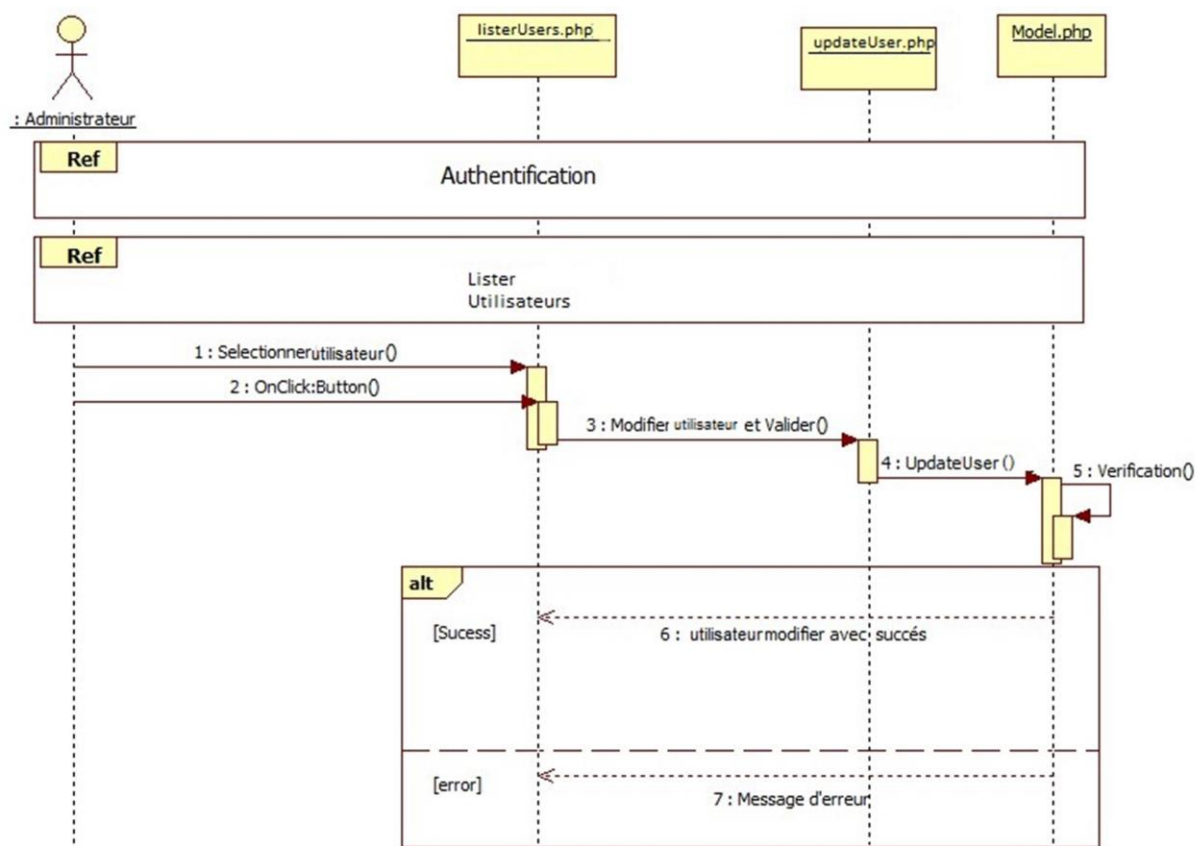 listerUsers.php
updateUser.php
Model.php
: Administrateur
Ref
Authentification
Ref
Lister
Utilisateurs
1 : Selectionnerutilisateur()
2 : OnClick:Button()
3 : Modifier utilisateur et Valider()
4 : UpdateUser ()
5 : Verification()
alt
[Sucess]
6 : utilisateurmodifier avec succés
[error]
7 : Message d'erreur